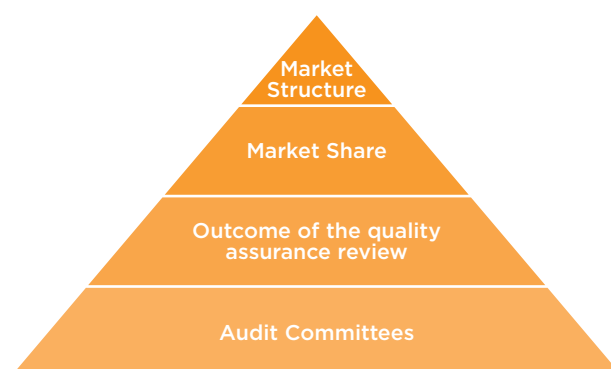 Market
Structure
Market Share
Outcome of the quality
assurance review
Audit Committees